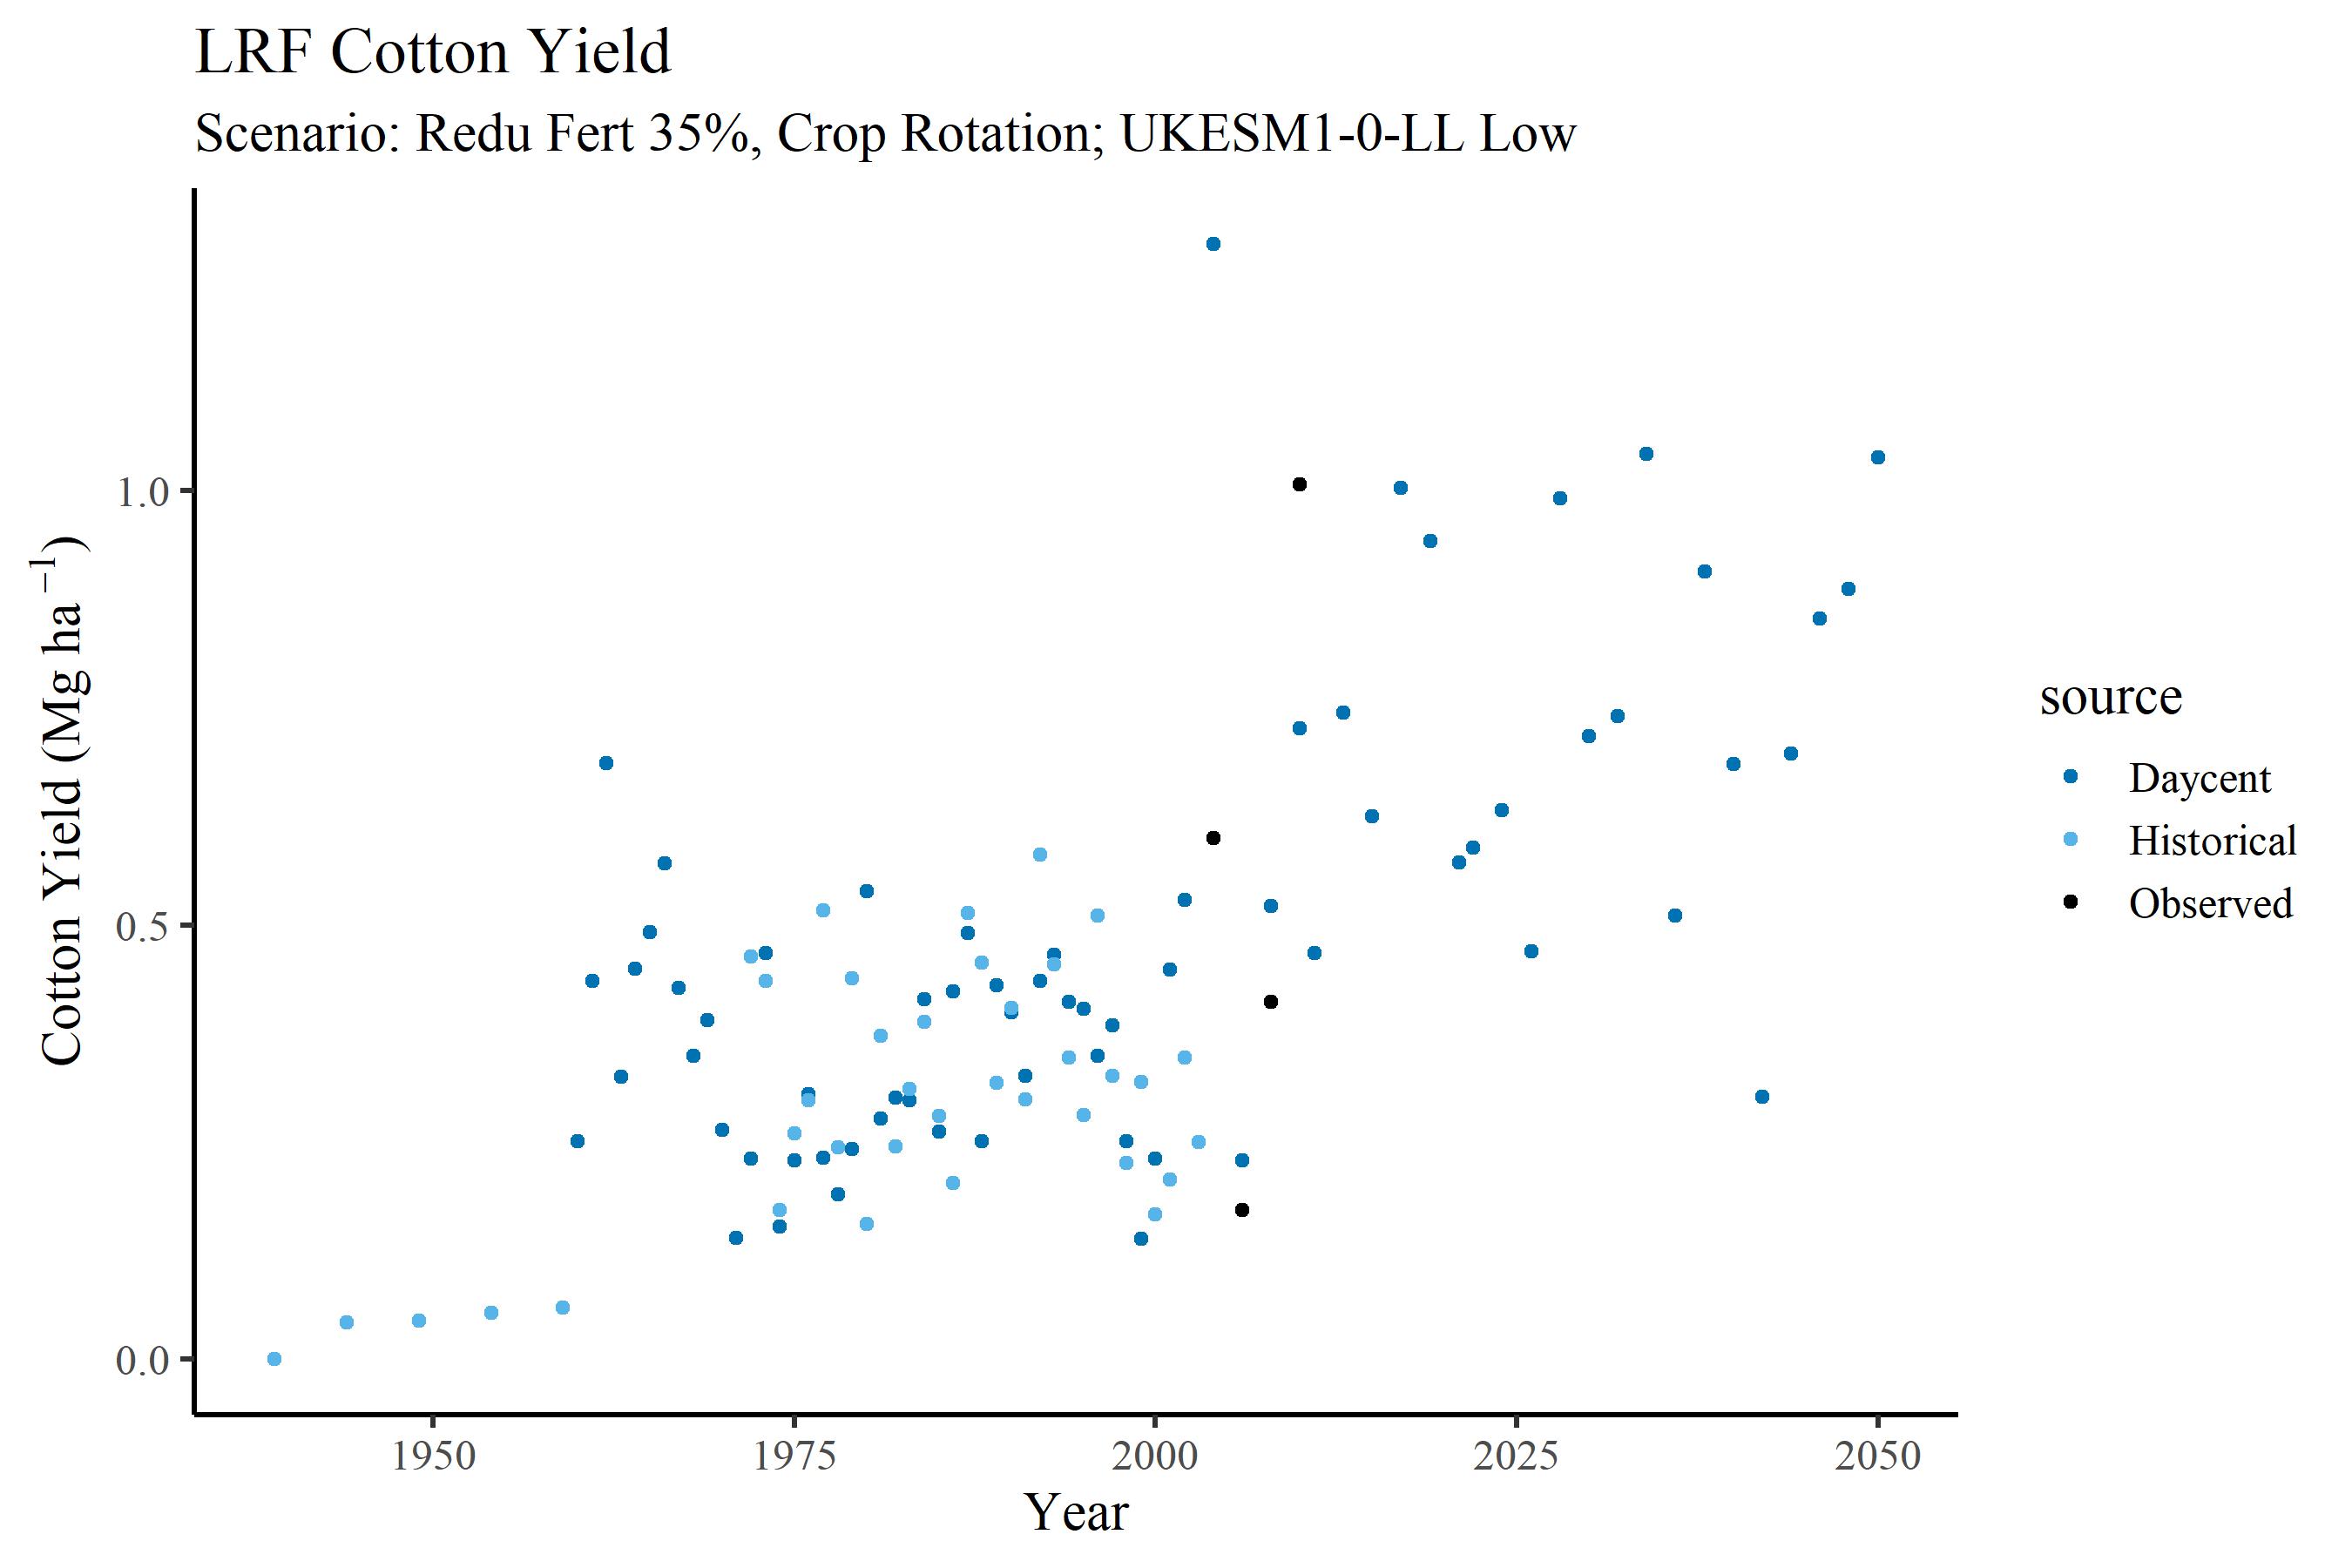 LRF Cotton Yield
Scenario: Redu Fert 35%, Crop Rotation; UKESM1-0-LL Low
Cotton Yield (Mg ha⁻¹)
1.0
0.5
0.0
1950 1975 2000 2025 2050
Year
source
Daycent
Historical
Observed